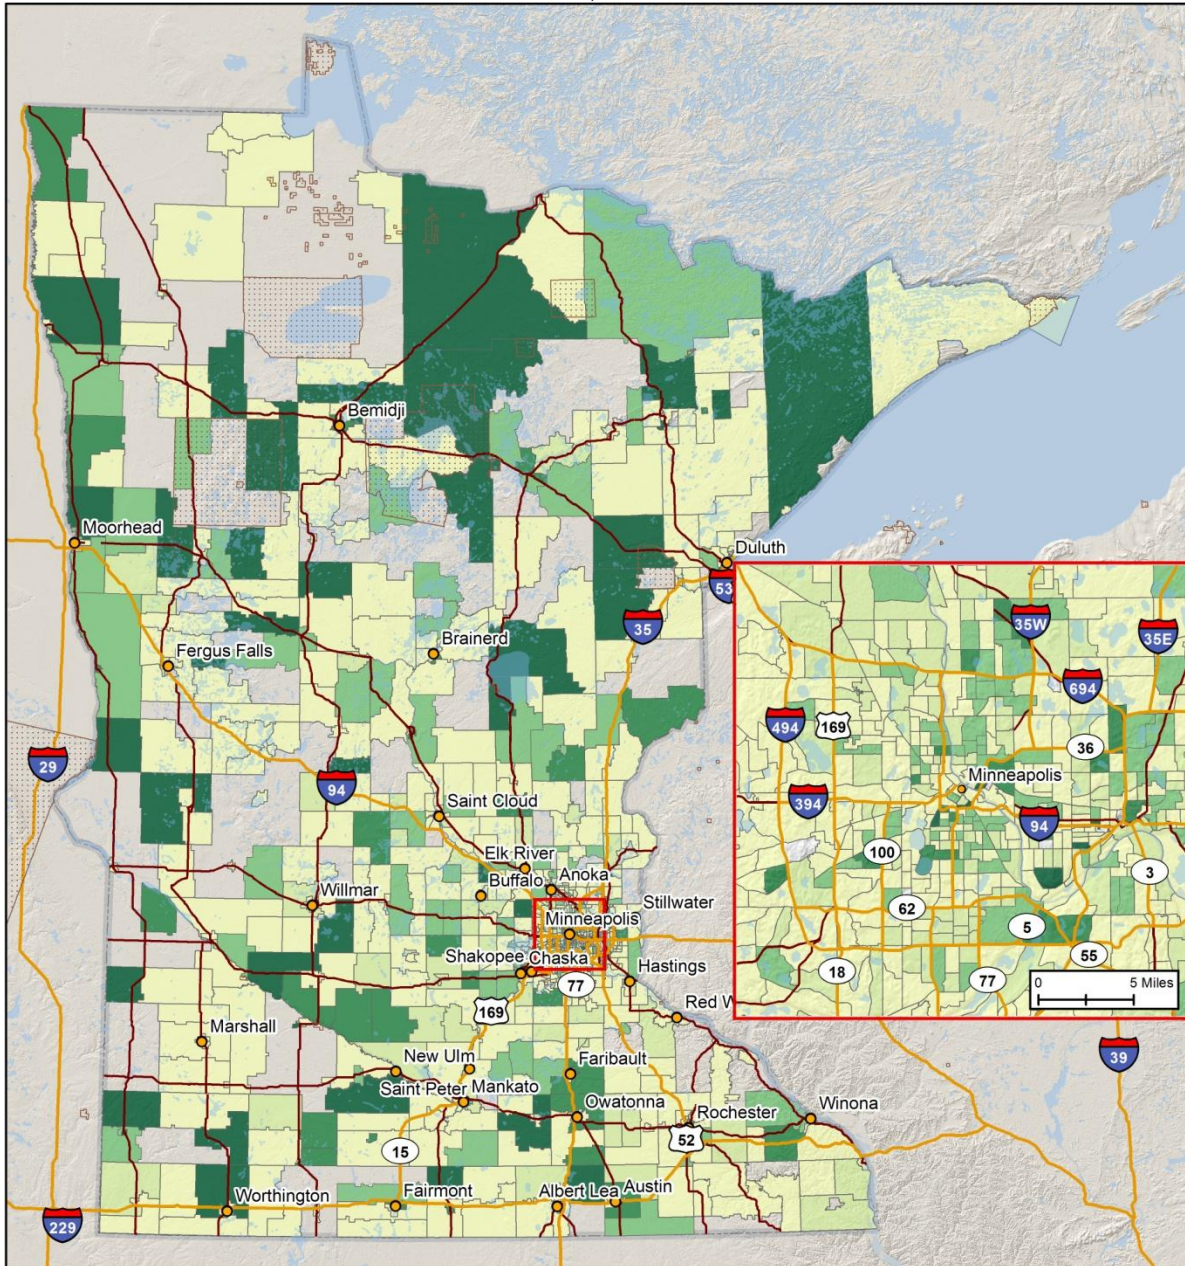 Bemidji
Moorhead
Duluth
53
35
Brainerd
Fergus Falls
29
94
Saint Cloud
Elk River
Buffalo
Anoka
Willmar
Stillwater
Minneapolis
Shakopee
Chaska
77
Hastings
169
Red W
Marshall
New Ulm
Faribault
Saint Peter
Mankato
Owatonna
Rochester
Winona
52
15
Worthington
Fairmont
Albert Lea
Austin
229
39
35W
35E
694
494
169
36
Minneapolis
394
94
100
3
62
5
55
18
77
0
5 Miles